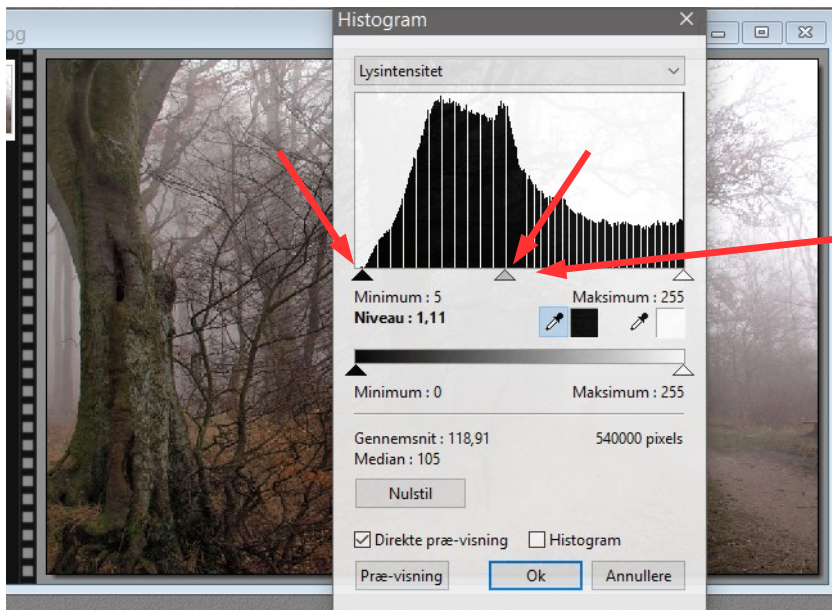 pg
Histogram
Lysintensitet
Minimum : 5 Maksimum : 255
Niveau : 1,11
Minimum : 0 Maksimum : 255
Gennemsnit : 118,91 540000 pixels
Median : 105
Nulstil
Direkte præ-visning Histogram
Præ-visning Ok Annullere